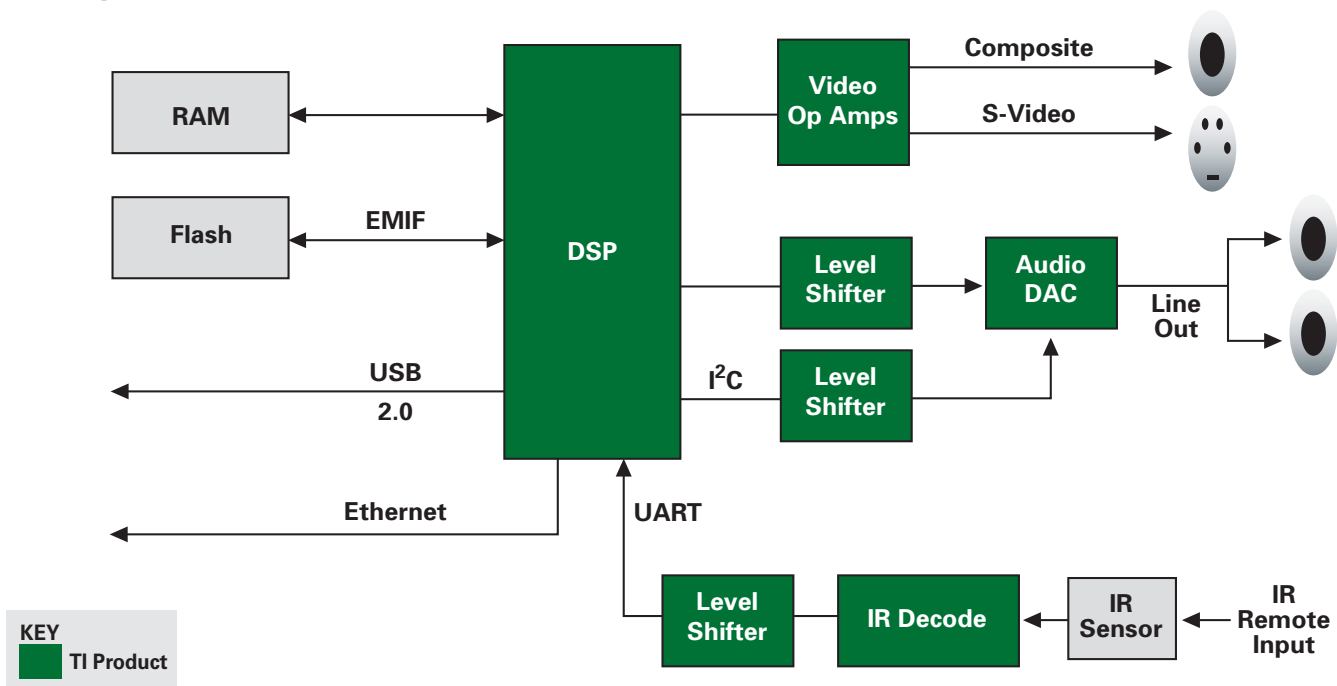 Composite
Video
Op Amps
S-Video
RAM
Flash
EMIF
DSP
Level
Shifter
Audio
DAC
Line
Out
USB
2.0
I²C
Level
Shifter
Ethernet
UART
Level
Shifter
IR Decode
IR
Sensor
IR
Remote
Input
KEY
TI Product